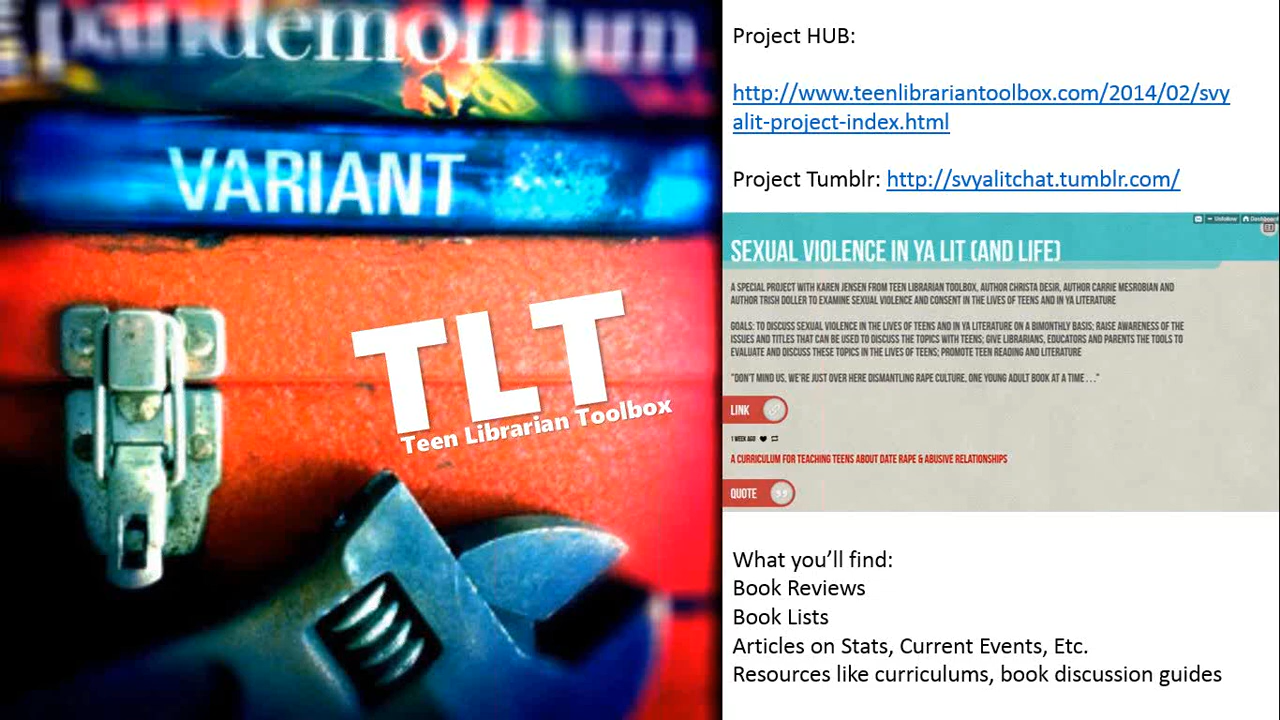 pandemonium
VARIANT
TLT
Teen Librarian Toolbox
Project HUB:
http://www.teenlibrariantoolbox.com/2014/02/svy
alit-project-index.html
Project Tumblr: http://svyalitchat.tumblr.com/
Unfollow Dashboard
SEXUAL VIOLENCE IN YA LIT (AND LIFE)
A SPECIAL PROJECT WITH KAREN JENSEN FROM TEEN LIBRARIAN TOOLBOX, AUTHOR CHRISTA DESIR, AUTHOR CARRIE MESROBIAN AND
AUTHOR TRISH DOLLER TO EXAMINE SEXUAL VIOLENCE AND CONSENT IN THE LIVES OF TEENS AND IN YA LITERATURE
GOALS: TO DISCUSS SEXUAL VIOLENCE IN THE LIVES OF TEENS AND IN YA LITERATURE ON A BIMONTHLY BASIS; RAISE AWARENESS OF THE
ISSUES AND TITLES THAT CAN BE USED TO DISCUSS THE TOPICS WITH TEENS; GIVE LIBRARIANS, EDUCATORS AND PARENTS THE TOOLS TO
EVALUATE AND DISCUSS THESE TOPICS IN THE LIVES OF TEENS; PROMOTE TEEN READING AND LITERATURE
"DON'T MIND US, WE'RE JUST OVER HERE DISMANTLING RAPE CULTURE, ONE YOUNG ADULT BOOK AT A TIME . . ."
LINK
1 WEEK AGO
A CURRICULUM FOR TEACHING TEENS ABOUT DATE RAPE & ABUSIVE RELATIONSHIPS
QUOTE
What you’ll find:
Book Reviews
Book Lists
Articles on Stats, Current Events, Etc.
Resources like curriculums, book discussion guides